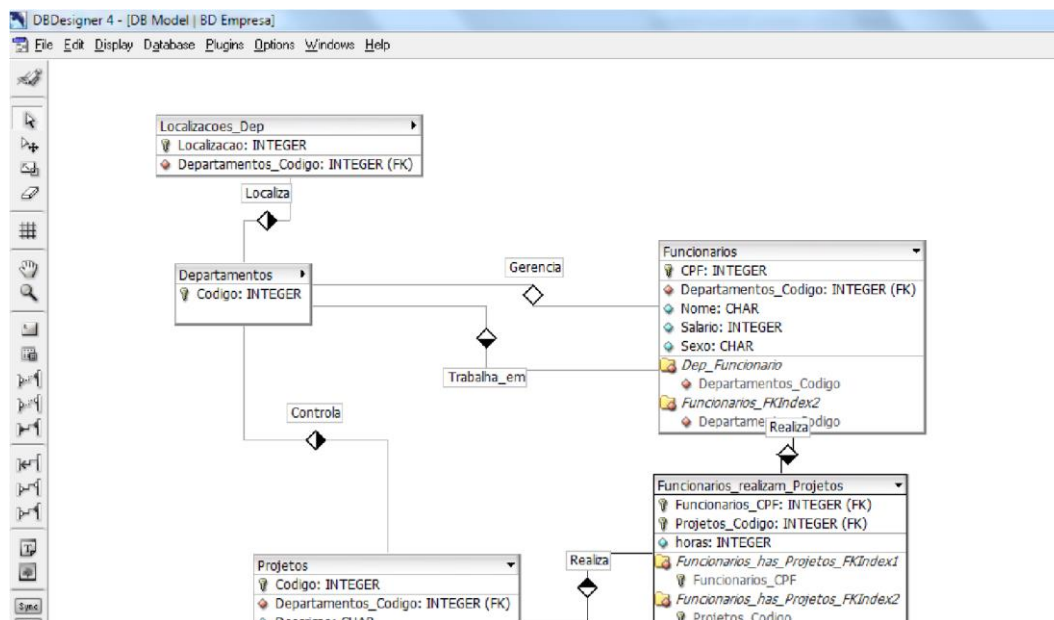 DBDesigner 4 - [DB Model | BD Empresa]
File Edit Display Database Plugins Options Windows Help
Localizacoes_Dep
Localizacao: INTEGER
Departamentos_Codigo: INTEGER (FK)
Localiza
Departamentos
Codigo: INTEGER
Gerencia
Trabalha_em
Funcionarios
CPF: INTEGER
Departamentos_Codigo: INTEGER (FK)
Nome: CHAR
Salario: INTEGER
Sexo: CHAR
Dep_Funcionario
Departamentos_Codigo
Funcionarios_FKIndex2
Realiza
Controla
Funcionarios_realizam_Projetos
Funcionarios_CPF: INTEGER (FK)
Projetos_Codigo: INTEGER (FK)
horas: INTEGER
Funcionarios_has_Projetos_FKIndex1
Funcionarios_CPF
Funcionarios_has_Projetos_FKIndex2
Projetos_Codigo
Realiza
Projetos
Codigo: INTEGER
Departamentos_Codigo: INTEGER (FK)
Sync